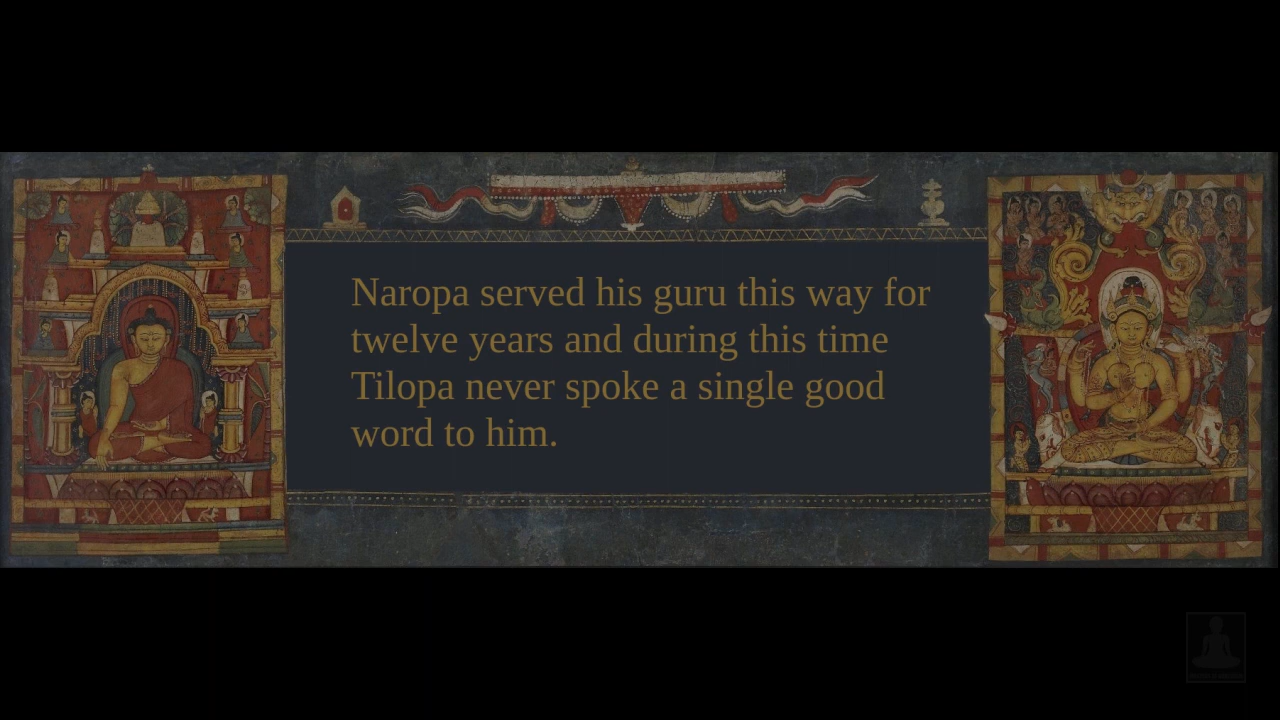 Naropa served his guru this way for
twelve years and during this time
Tilopa never spoke a single good
word to him.